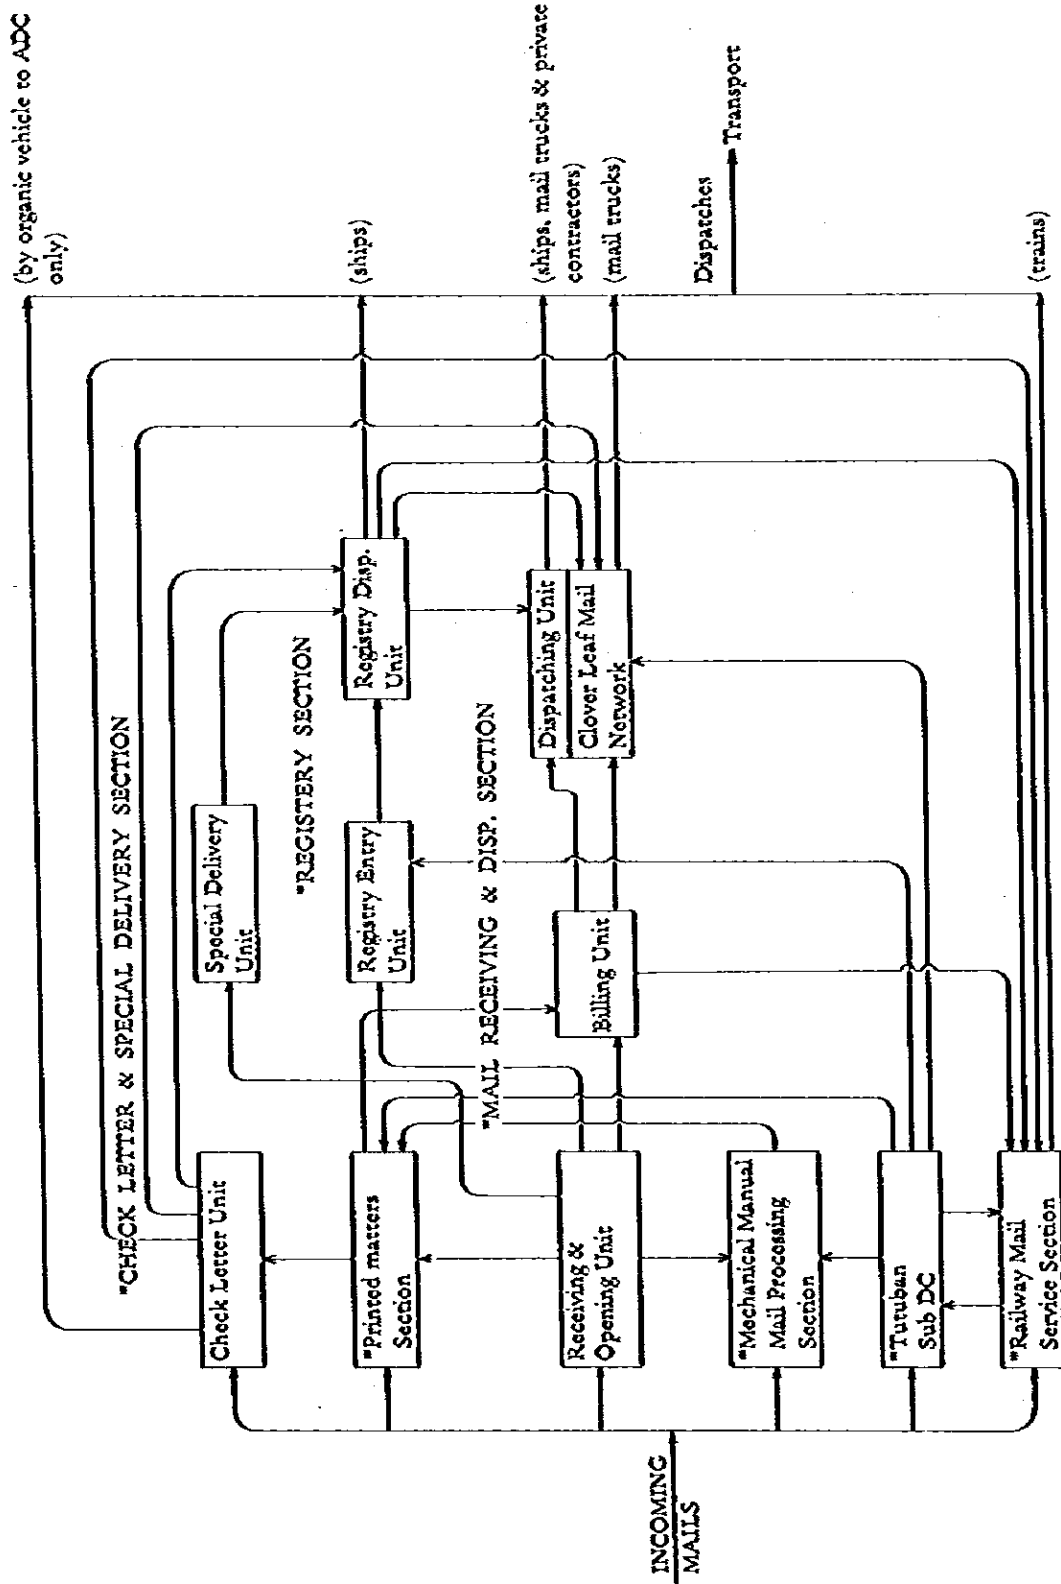 INCOMING
MAILS
Check Letter Unit
*Printed matters
Section
Receiving &
Opening Unit
*Mechanical Manual
Mail Processing
Section
*Tutuban
Sub DC
*Railway Mail
Service Section
*CHECK LETTER & SPECIAL DELIVERY SECTION
Special Delivery
Unit
*REGISTERY SECTION
Registry Entry
Unit
Registry Disp.
Unit
*MAIL RECEIVING & DISP. SECTION
Billing Unit
Dispatching Unit
Clover Leaf Mail
Network
(by organic vehicle to ADC
only)
(ships)
(ships, mail trucks & private
contractors)
(mail trucks)
Dispatches
Transport
(trains)